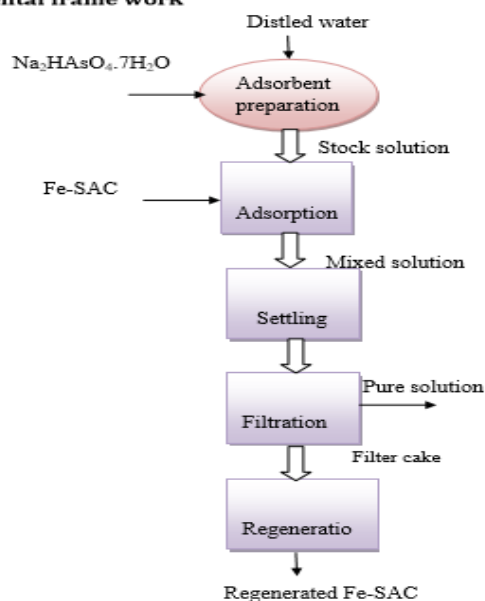 ntal frame work
Distled water
Na₂HAsO₄.7H₂O
Adsorbent
preparation
Stock solution
Fe-SAC
Adsorption
Mixed solution
Settling
Pure solution
Filtration
Filter cake
Regeneratio
Regenerated Fe-SAC